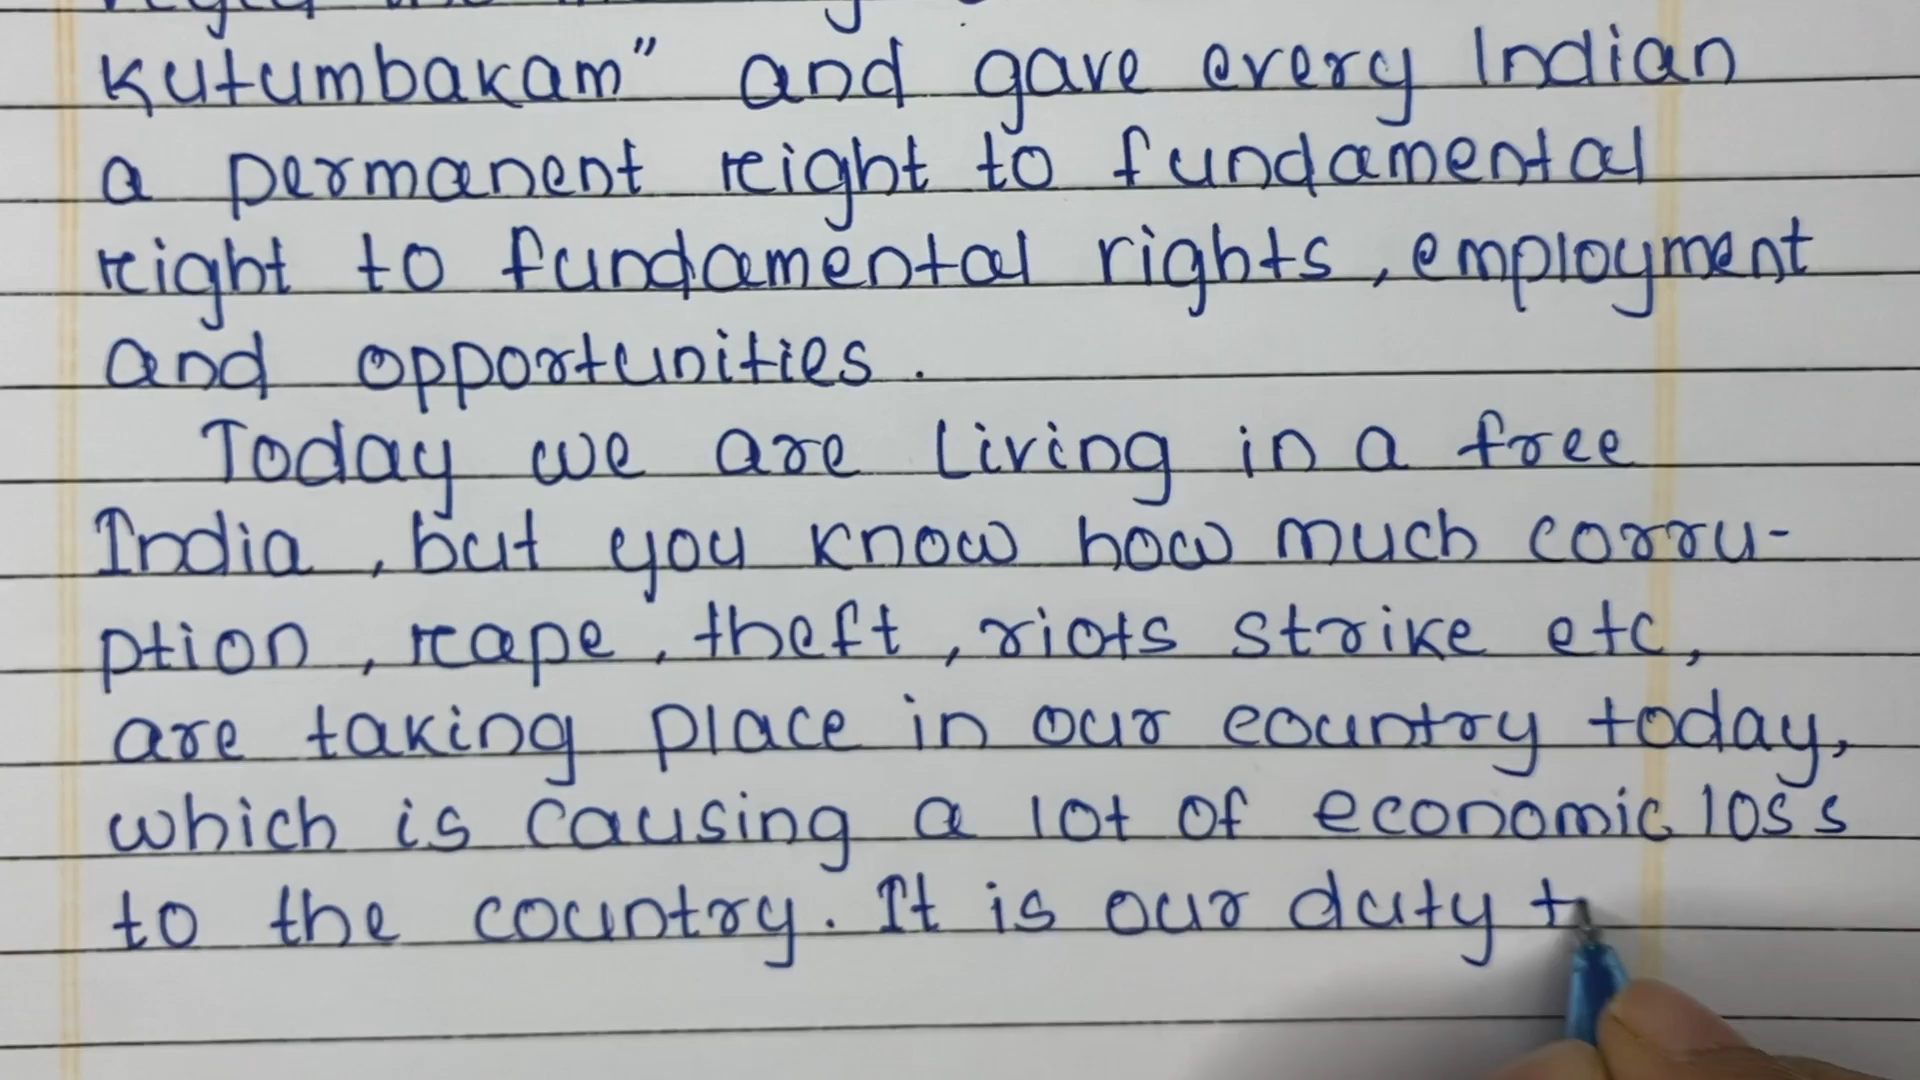 Kutumbakam" and gave every Indian
a permanent right to fundamental
right to fundamental rights, employment
and opportunities.
Today we are living in a free
India, but you know how much corru-
ption, rape, theft, riots strike etc,
are taking place in our country today,
which is causing a lot of economic loss
to the country. It is our duty t